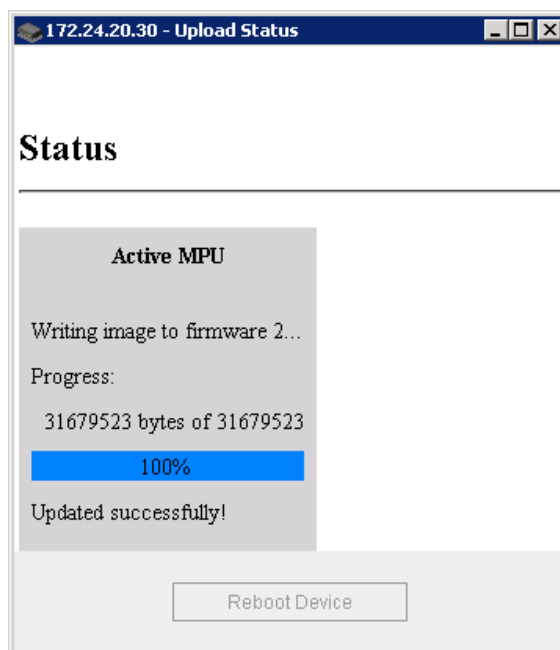 172.24.20.30 - Upload Status
Status
Active MPU
Writing image to firmware 2...
Progress:
31679523 bytes of 31679523
100%
Updated successfully!
Reboot Device